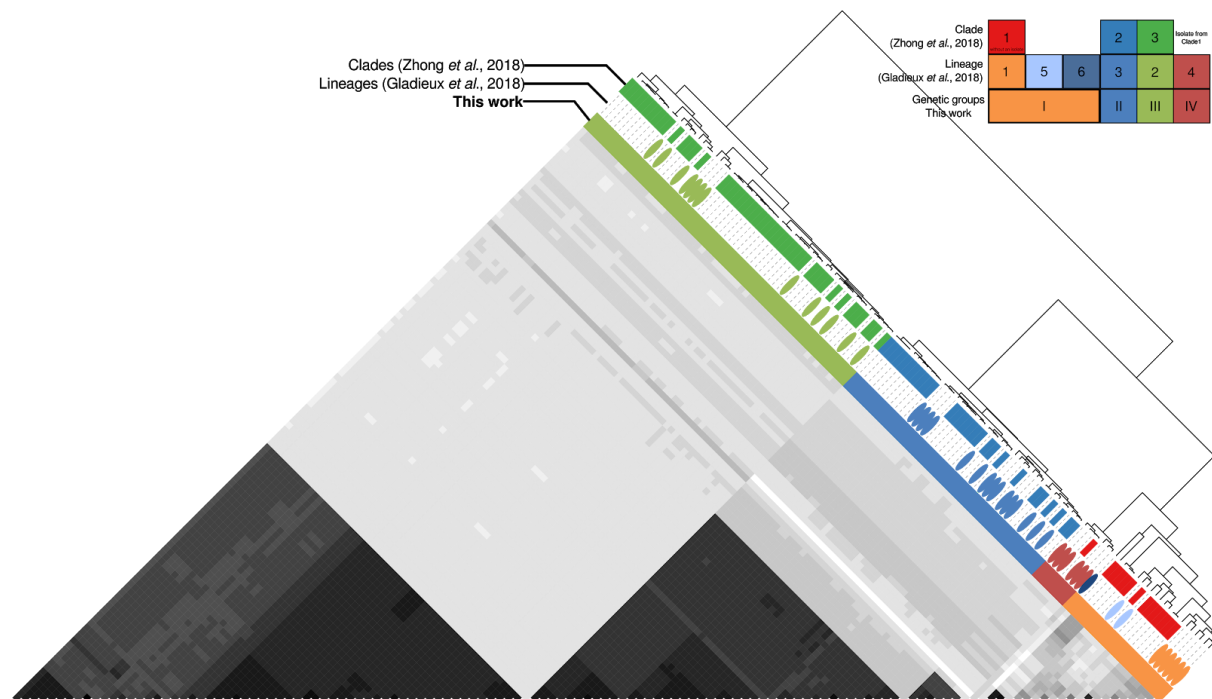 Clades (Zhong et al., 2018)
Lineages (Gladieux et al., 2018)
This work
Clade
(Zhong et al., 2018)
1
2
3
Isolate from
Clade1
Lineage
(Gladieux et al., 2018)
1
5
6
3
2
4
Genetic groups
This work
I
II
III
IV